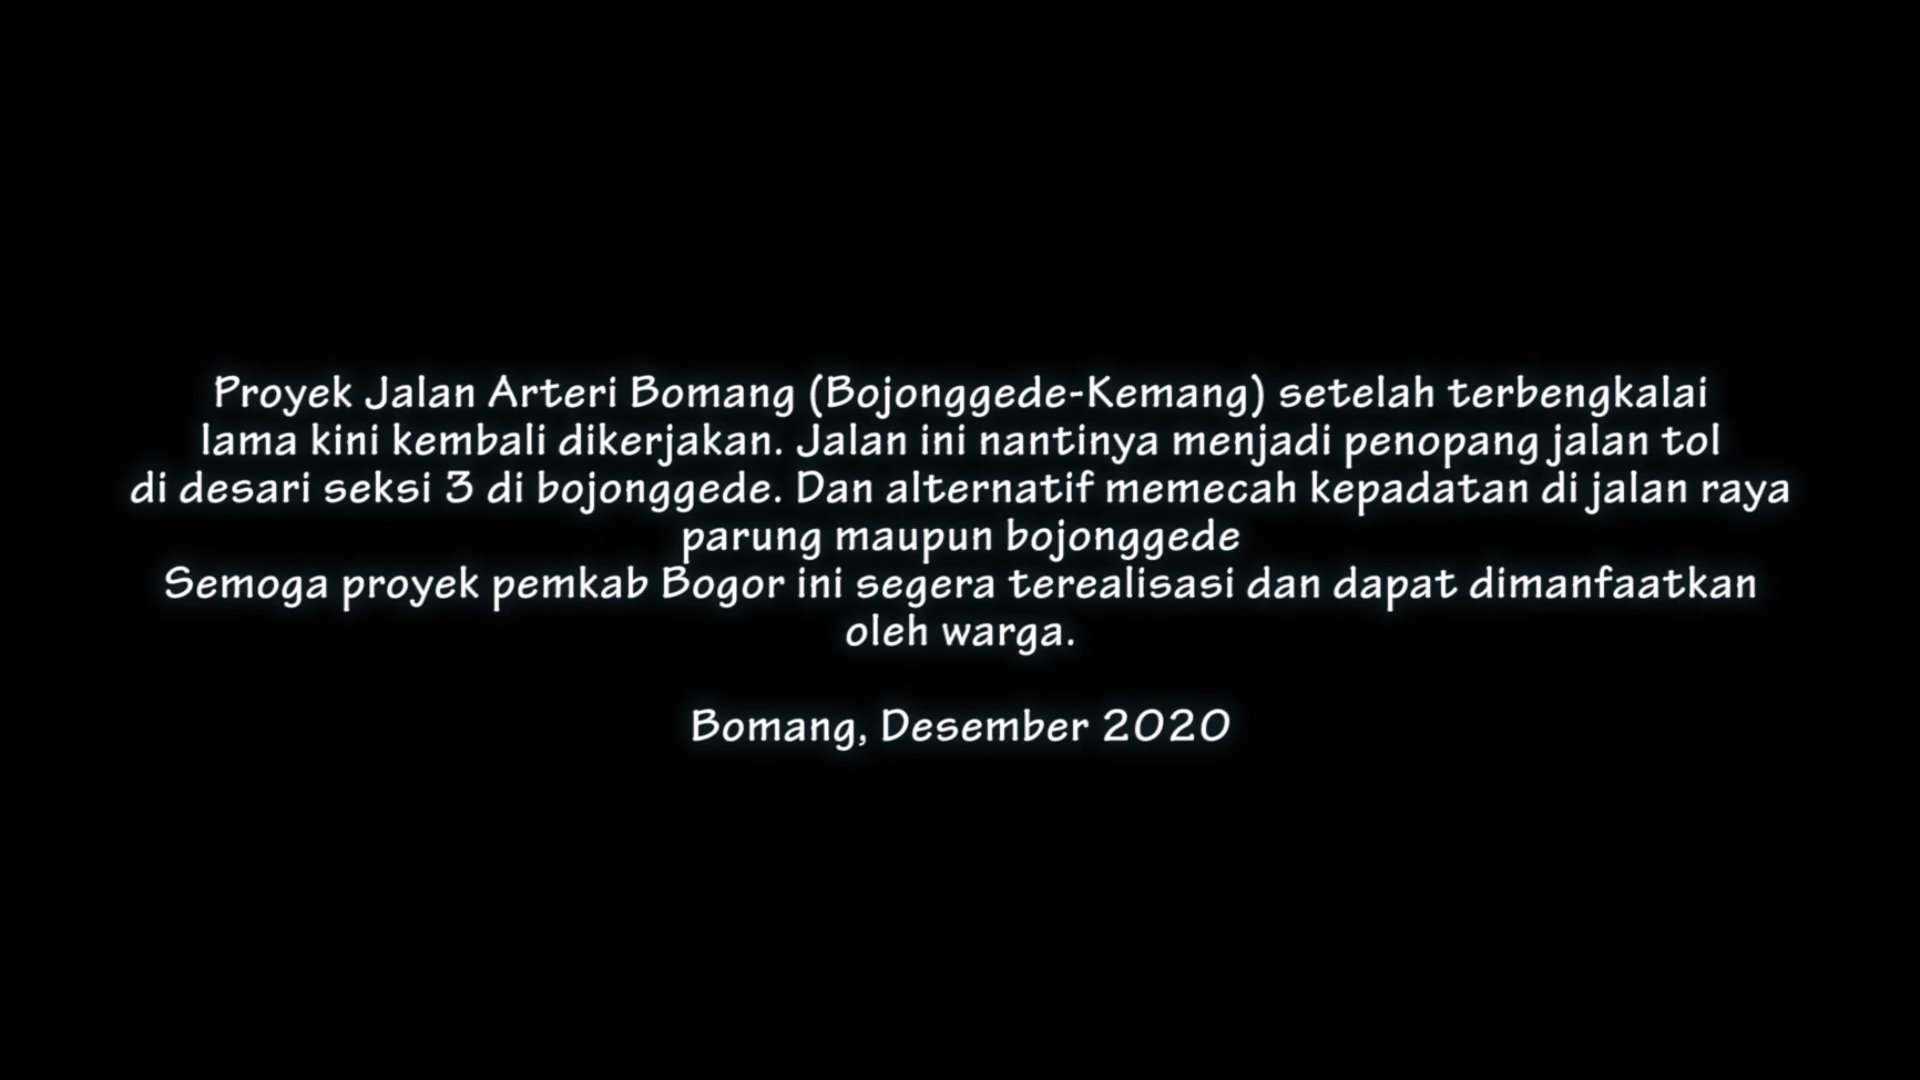 Proyek Jalan Arteri Bomang (Bojonggede-Kemang) setelah terbengkalai
lama kini kembali dikerjakan. Jalan ini nantinya menjadi penopang jalan tol
di desari seksi 3 di bojonggede. Dan alternatif memecah kepadatan di jalan raya
parung maupun bojonggede
Semoga proyek pemkab Bogor ini segera terealisasi dan dapat dimanfaatkan
oleh warga.
Bomang, Desember 2020